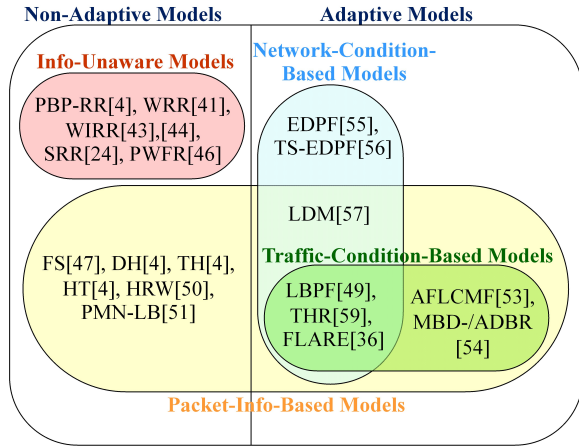 Non-Adaptive Models
Adaptive Models
Info-Unaware Models
Network-Condition-
Based Models
PBP-RR[4], WRR[41],
WIRR[43],[44],
SRR[24], PWFR[46]
EDPF[55],
TS-EDPF[56]
LDM[57]
Traffic-Condition-Based Models
FS[47], DH[4], TH[4],
HT[4], HRW[50],
PMN-LB[51]
LBPF[49],
THR[59],
FLARE[36]
AFLCMF[53],
MBD-/ADBR
[54]
Packet-Info-Based Models